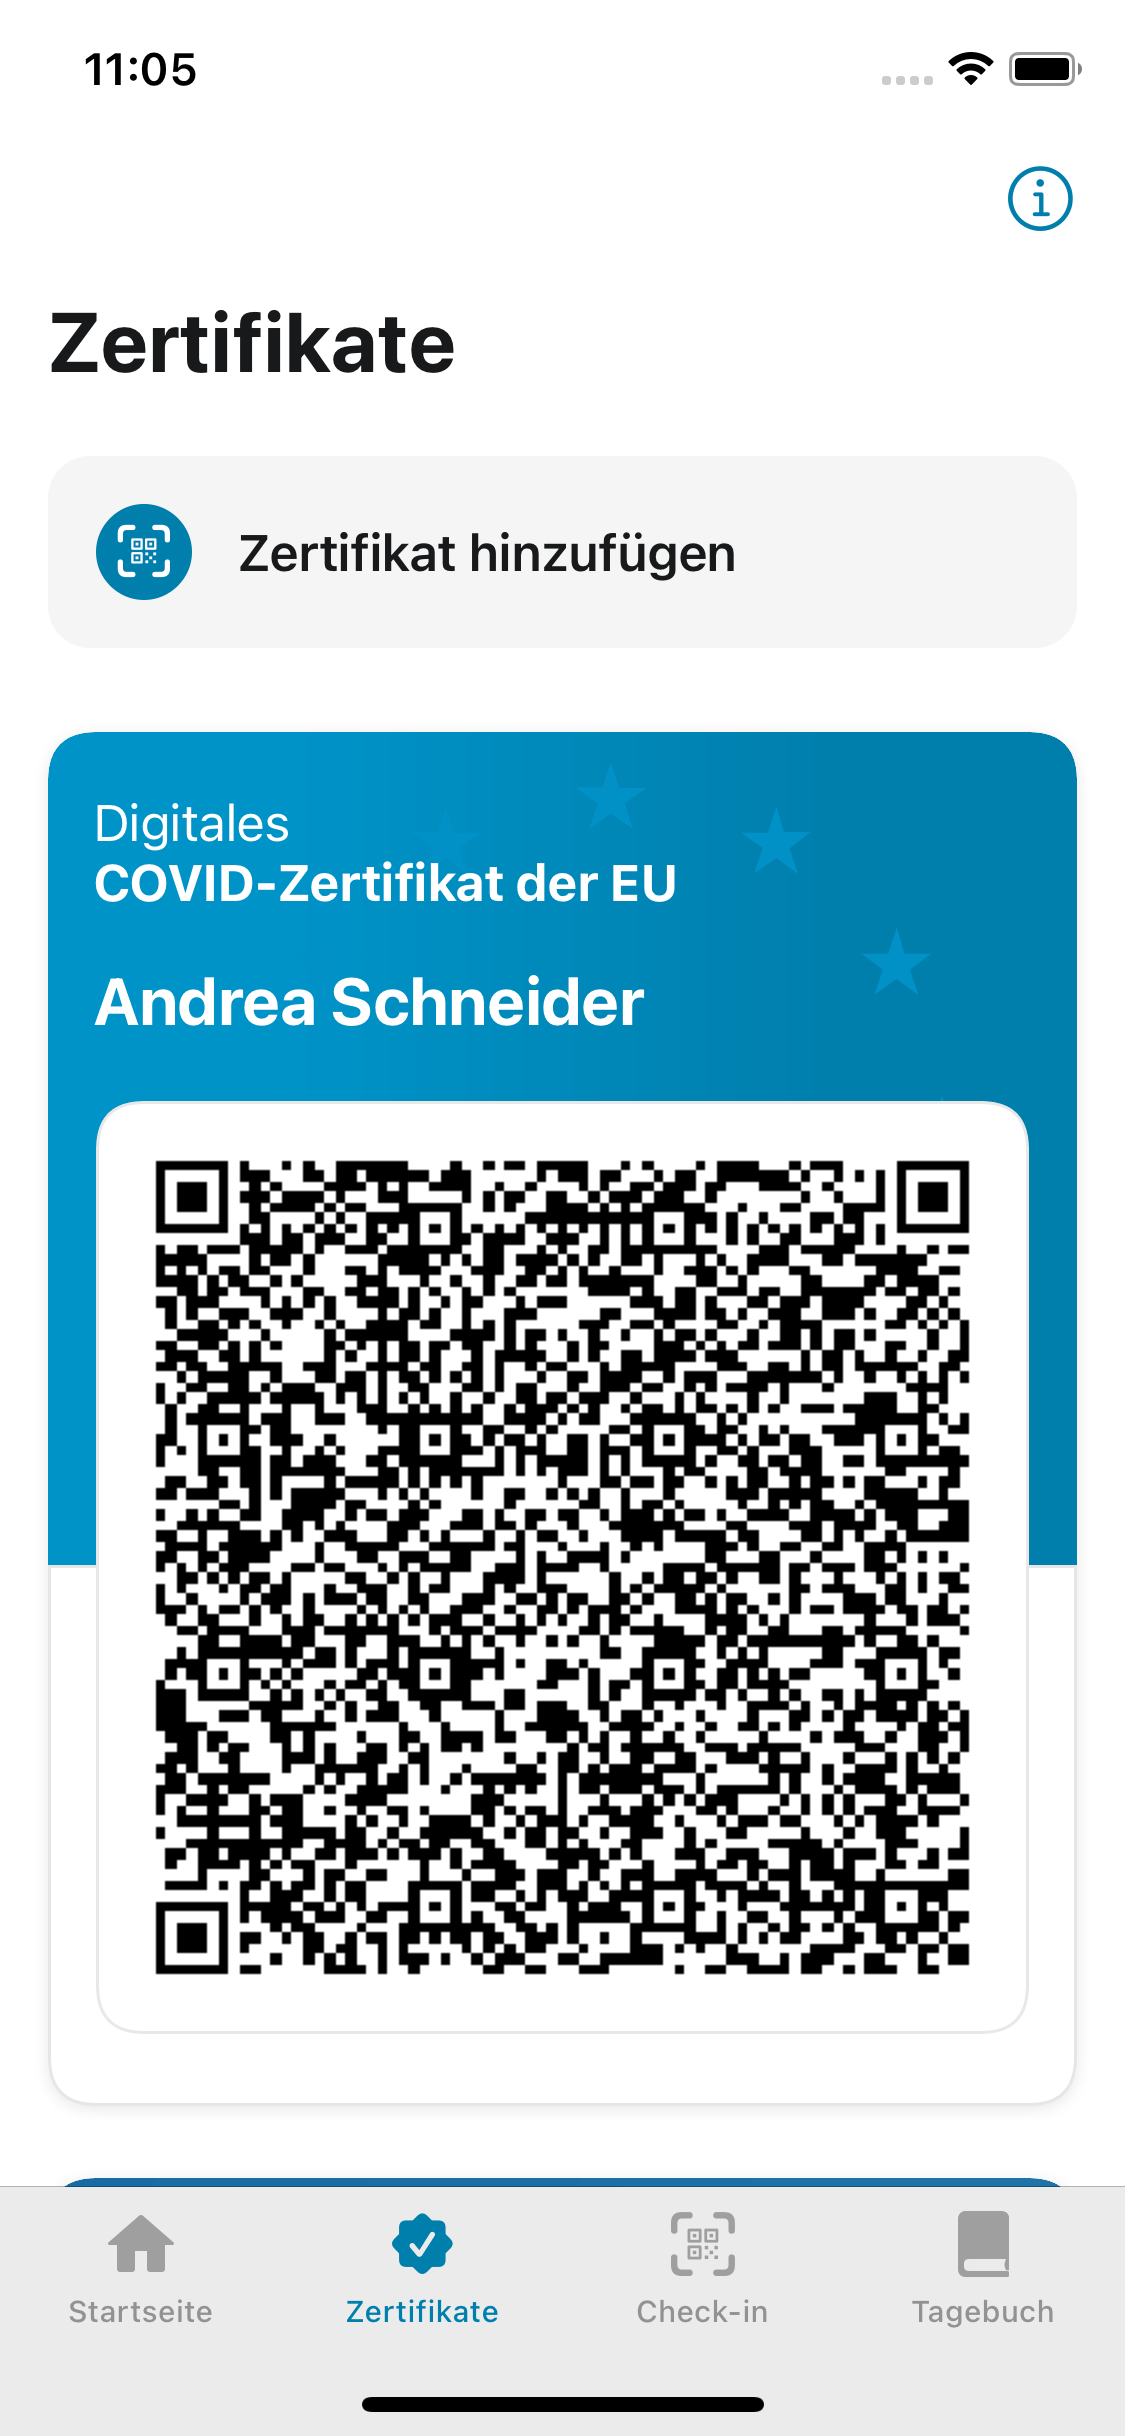 11:05
Zertifikate
Zertifikat hinzufügen
Digitales
COVID-Zertifikat der EU
Andrea Schneider
Startseite
Zertifikate
Check-in
Tagebuch